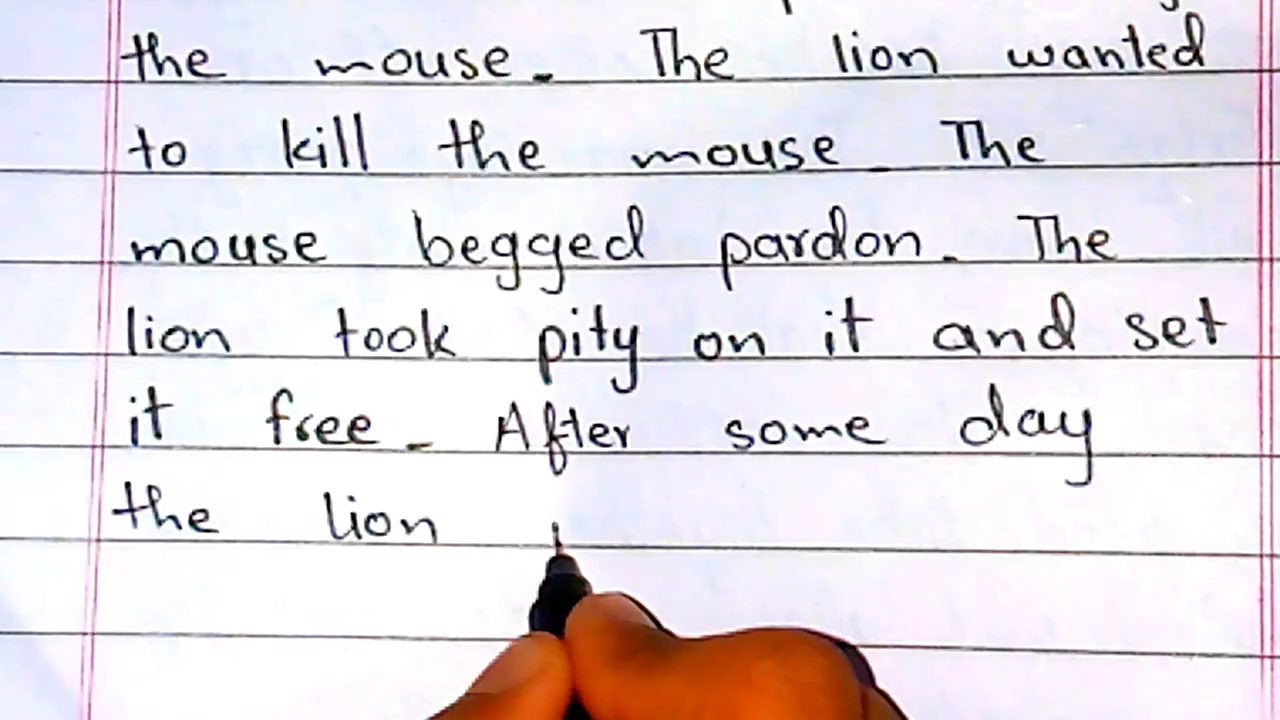 the mouse. The lion wanted
to kill the mouse. The
mouse begged pardon. The
lion took pity on it and set
it free. After some day
the lion